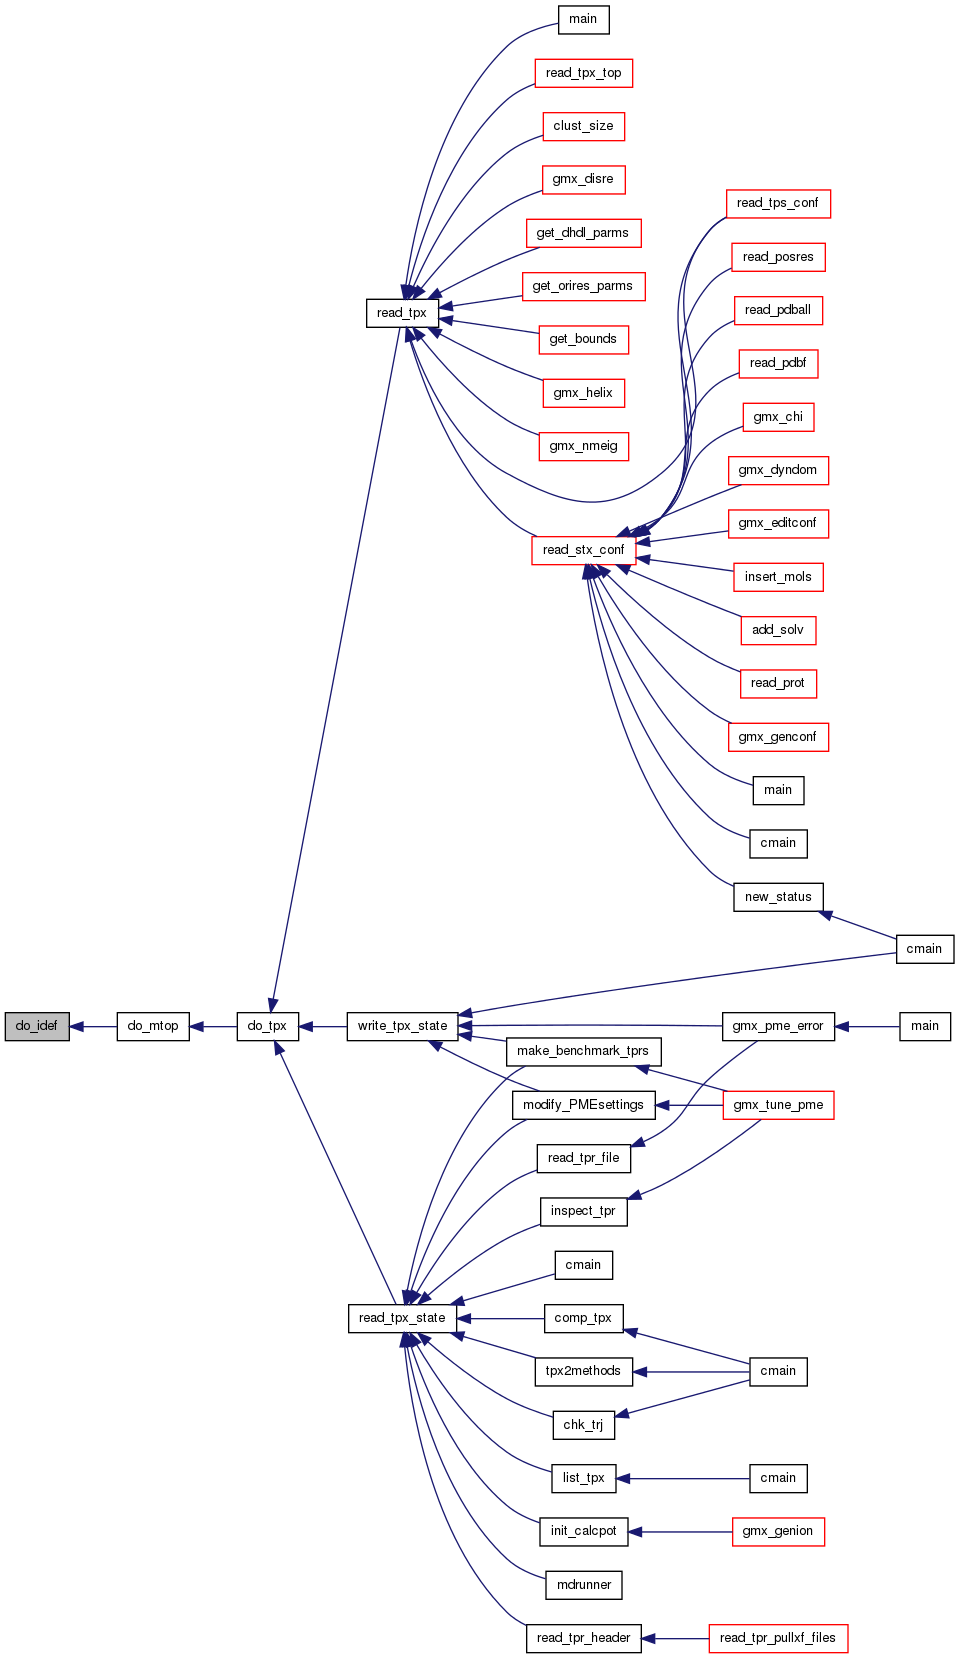 main
read_tpx_top
clust_size
gmx_disre
read_tps_conf
get_dhdl_parms
read_posres
get_orires_parms
read_tpx
read_pdball
get_bounds
read_pdbf
gmx_helix
gmx_chi
gmx_nmeig
gmx_dyndom
gmx_editconf
read_stx_conf
insert_mols
add_solv
read_prot
gmx_genconf
main
cmain
new_status
cmain
do_idef
do_mtop
do_tpx
write_tpx_state
gmx_pme_error
main
make_benchmark_tprs
modify_PMEsettings
gmx_tune_pme
read_tpr_file
inspect_tpr
cmain
read_tpx_state
comp_tpx
tpx2methods
cmain
chk_trj
list_tpx
cmain
init_calcpot
gmx_genion
mdrunner
read_tpr_header
read_tpr_pullxf_files